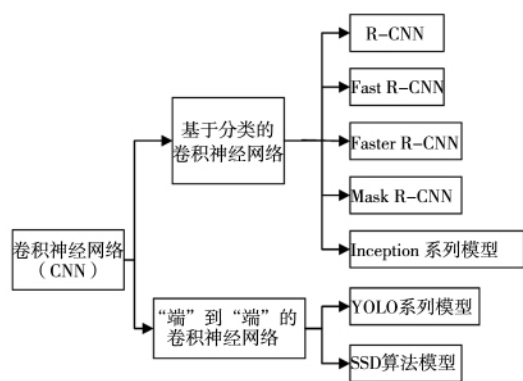 卷积神经网络
（CNN）
基于分类的
卷积神经网络
R-CNN
Fast R-CNN
Faster R-CNN
Mask R-CNN
Inception 系列模型
“端”到“端”的
卷积神经网络
YOLO系列模型
SSD算法模型